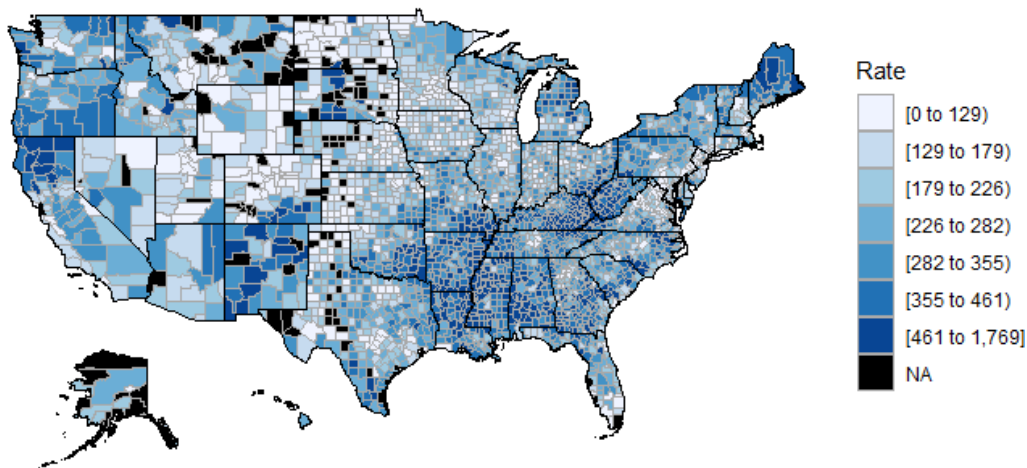 Rate
[0 to 129)
[129 to 179)
[179 to 226)
[226 to 282)
[282 to 355)
[355 to 461)
[461 to 1,769]
NA